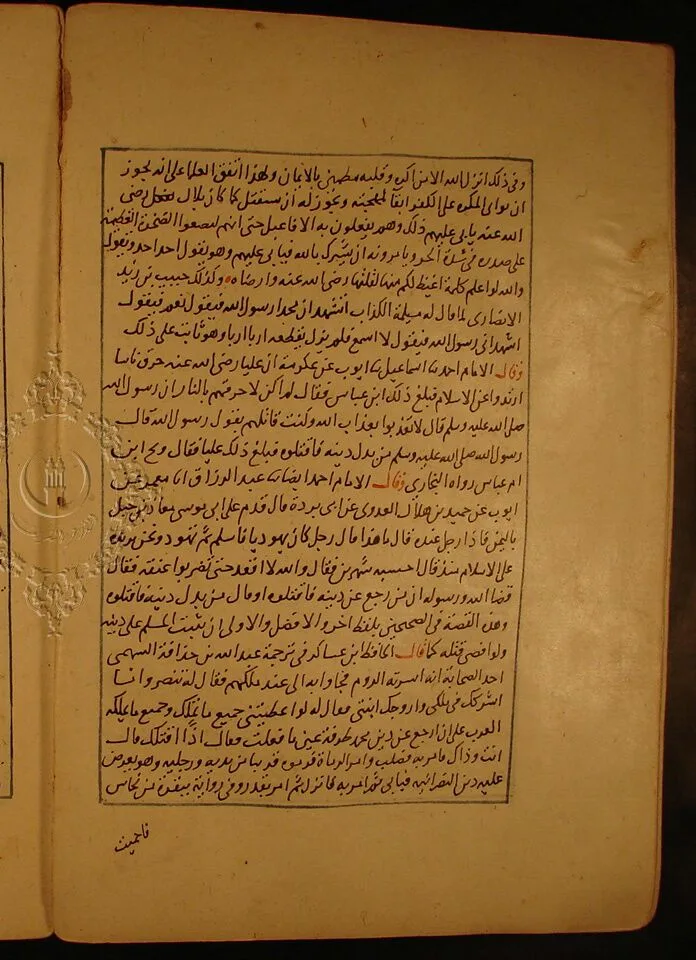 وفي ذلك انزل الله الا من اكره وقلبه مطمئن بالايمان ولهذا اتفق العلما على انه يجوز
ان يوالى المكره على الكفر ابقا لمهجته ويجوز له ان يستقتل كما كان بلال يفعل رضي
الله عنه يابى عليهم ذلك وهم يفعلون به الافاعيل حتى انهم ليضعوا الصخرة العظيمة
على صدره في شدة الحر ويامرونه ان يشرك بالله فيابى عليهم وهو يقول احد احد ويقول
والله لو اعلم كلمة اغيظ لكم منها لقلتها رضي الله عنه وارضاه وكذلك حبيب بن زيد
الانصارى لما قال له مسيلمة الكذاب اتشهد ان محمدا رسول الله فيقول نعم فيقول
اتشهد اني رسول الله فيقول لا اسمع فلم يزل يقطعه اربا اربا وهو ثابت على ذلك
وقال الامام احمد ثنا اسماعيل ثنا ايوب عن عكرمة ان عليا رضي الله عنه حرق ناسا
ارتدوا عن الاسلام فبلغ ذلك ابن عباس فقال لم اكن لاحرقهم بالنار ان رسول الله
صلى الله عليه وسلم قال لا تعذبوا بعذاب الله وكنت قاتلهم بقول رسول الله قال
رسول الله صلى الله عليه وسلم من بدل دينه فاقتلوه فبلغ ذلك عليا فقال ويح ابن
ام عباس رواه البخارى وقال الامام احمد ايضا ثنا عبد الرزاق انا معمر عن
ايوب عن حميد بن هلال العدوى عن ابى بردة قال قدم على ابي موسى معاذ بن جبل
باليمن فاذا رجل عنده قال ما هذا قال رجل كان يهوديا فاسلم ثم تهود ونحن نريده
على الاسلام منذ قال احسبه شهرين فقال والله لا اقعد حتى تضربوا عنقه فقال
قضا الله ورسوله ان من رجع عن دينه فاقتلوه او قال من بدل دينه فاقتلوه
وهذه القصة في الصحيحين بلفظ اخر والافضل والاولى ان يثبت المسلم على دينه
ولو افضى قتله كما قال الحافظ ابن عساكر في ترجمة عبد الله بن حذافة السهمى
احد الصحابة انه اسرته الروم فجاوا به الى عند ملكهم فقال له تنصر وانا
اشركك في ملكي وازوجك ابنتي فقال له لو اعطيتنى جميع ما تملك وجميع ما يملكه
العرب على ان ارجع عن دين محمد طرفة عين ما فعلت فقال اذا اقتلك قال
انت وذاك فامر به فصلب وامر الرماة فرموه قريبا من يديه ورجليه وهو يعرض
عليه دين النصرانيه فيابى ثم امر به فانزل ثم امر بقدر وفي رواية ببقرة من نحاس
فاحميت